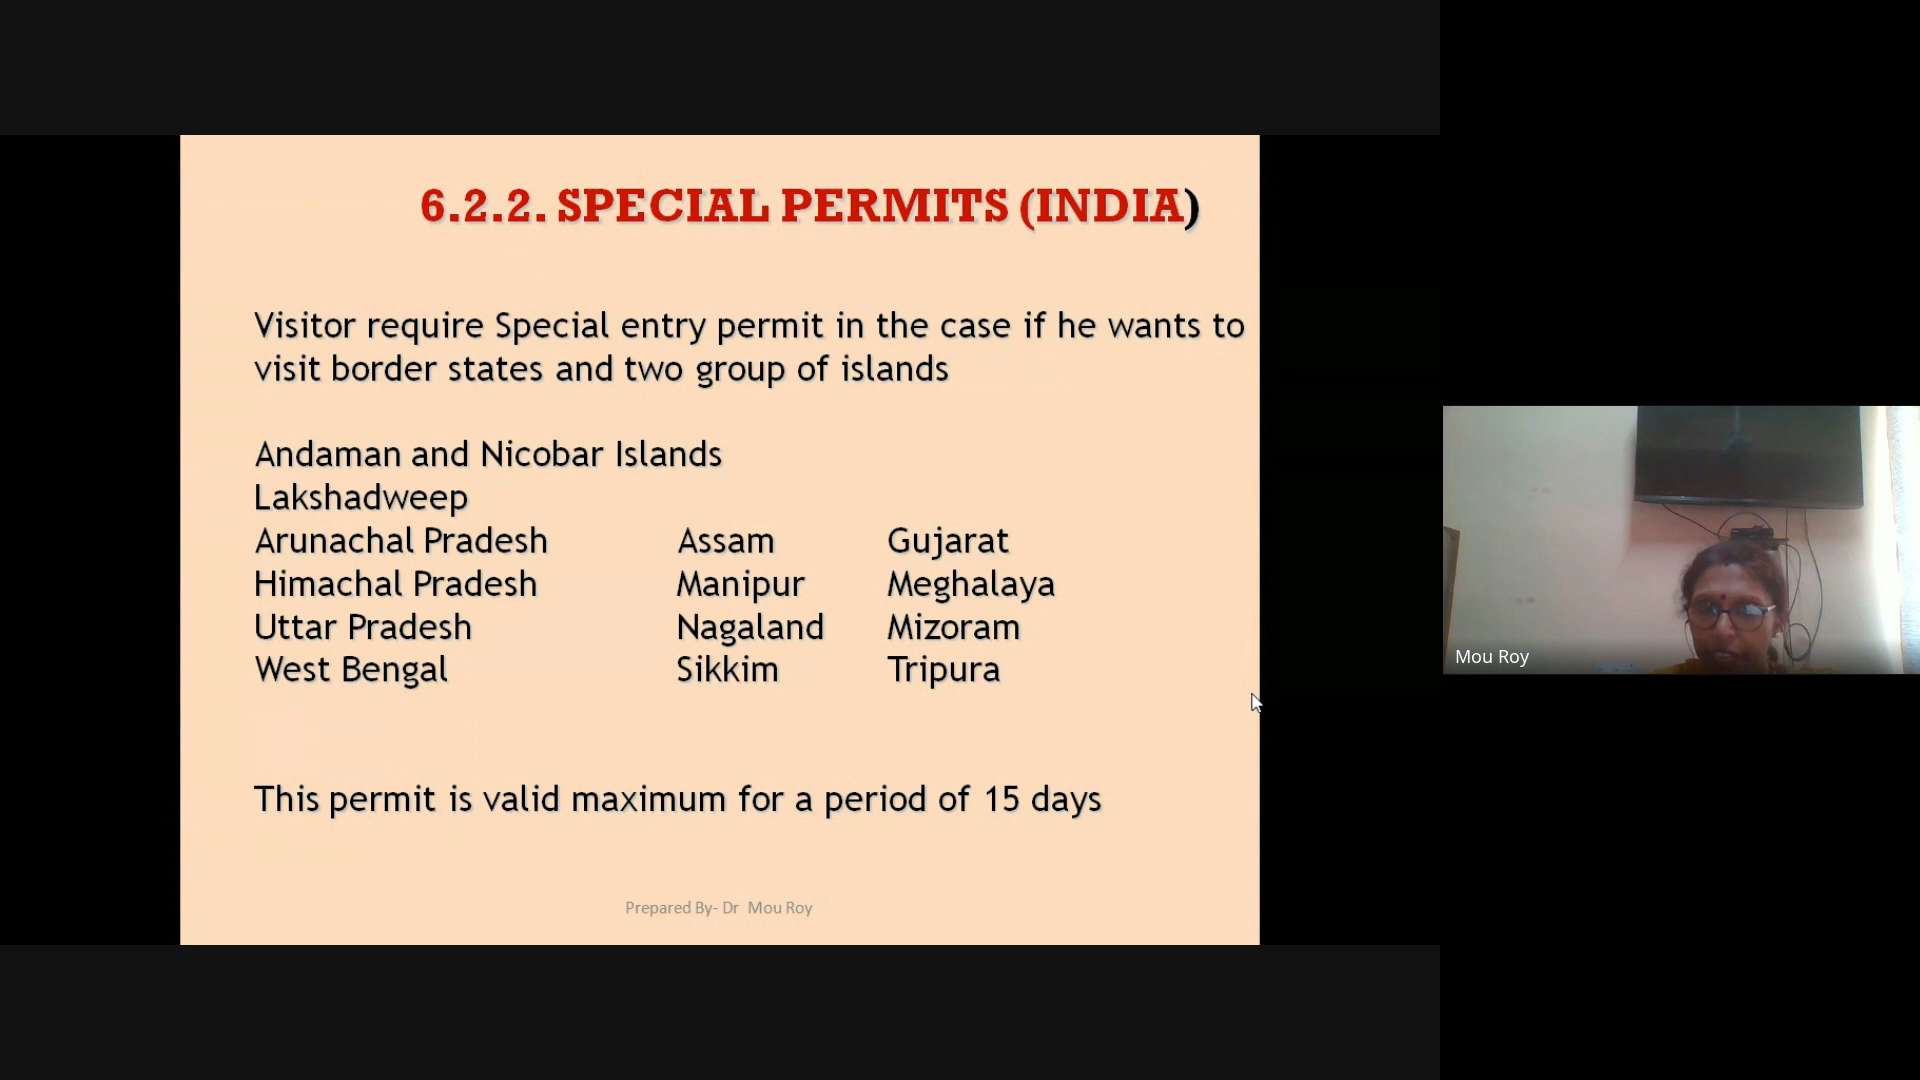 6.2.2. SPECIAL PERMITS (INDIA)
Visitor require Special entry permit in the case if he wants to
visit border states and two group of islands
Andaman and Nicobar Islands
Lakshadweep
Arunachal Pradesh Assam Gujarat
Himachal Pradesh Manipur Meghalaya
Uttar Pradesh Nagaland Mizoram
West Bengal Sikkim Tripura
This permit is valid maximum for a period of 15 days
Prepared By- Dr Mou Roy
Mou Roy